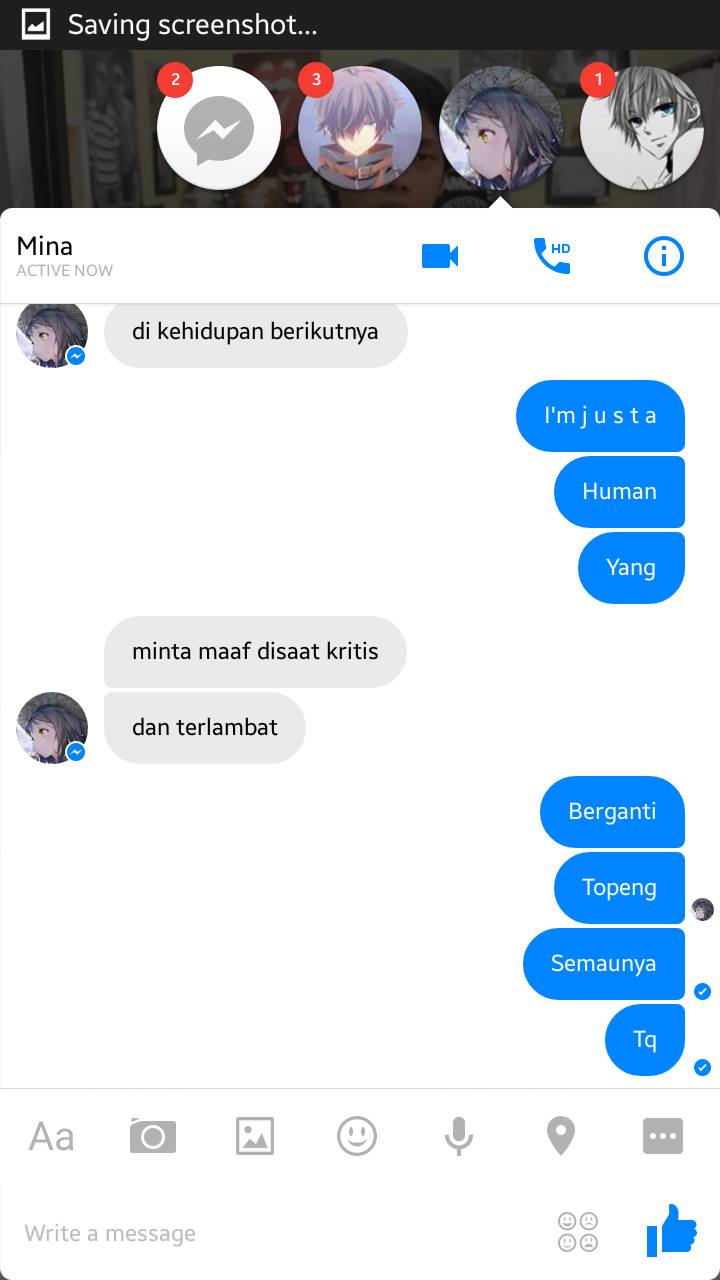 Saving screenshot...
2
3
1
Mina
ACTIVE NOW
HD
di kehidupan berikutnya
I'm j u s t a
Human
Yang
minta maaf disaat kritis
dan terlambat
Berganti
Topeng
Semaunya
Tq
Aa
Write a message